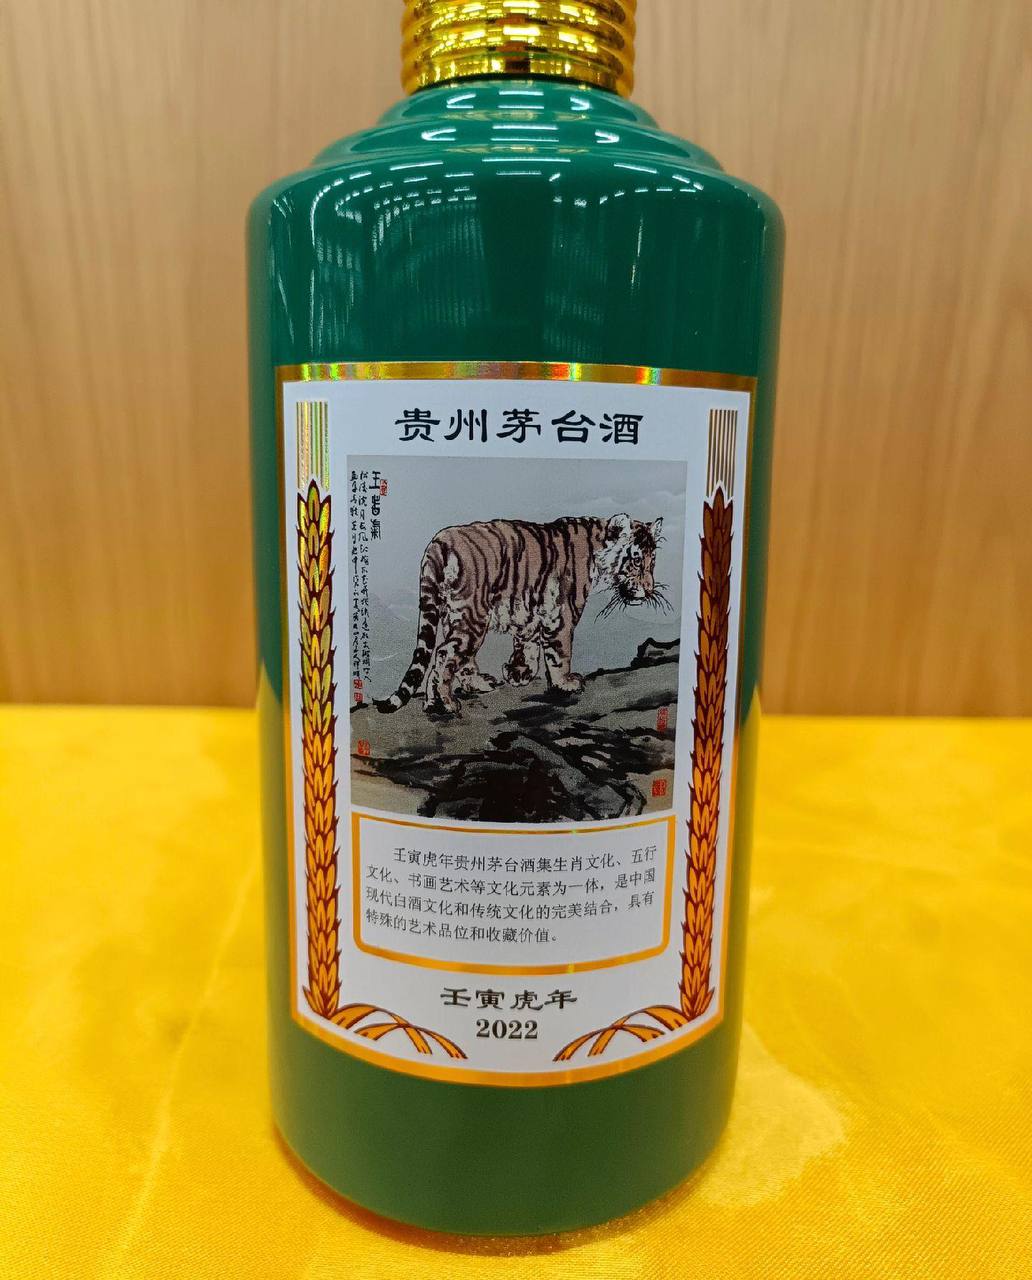 贵州茅台酒
王者氣
壬寅虎年贵州茅台酒集生肖文化、五行
文化、书画艺术等文化元素为一体，是中国
现代白酒文化和传统文化的完美结合，具有
特殊的艺术品位和收藏价值。
壬寅虎年
2022